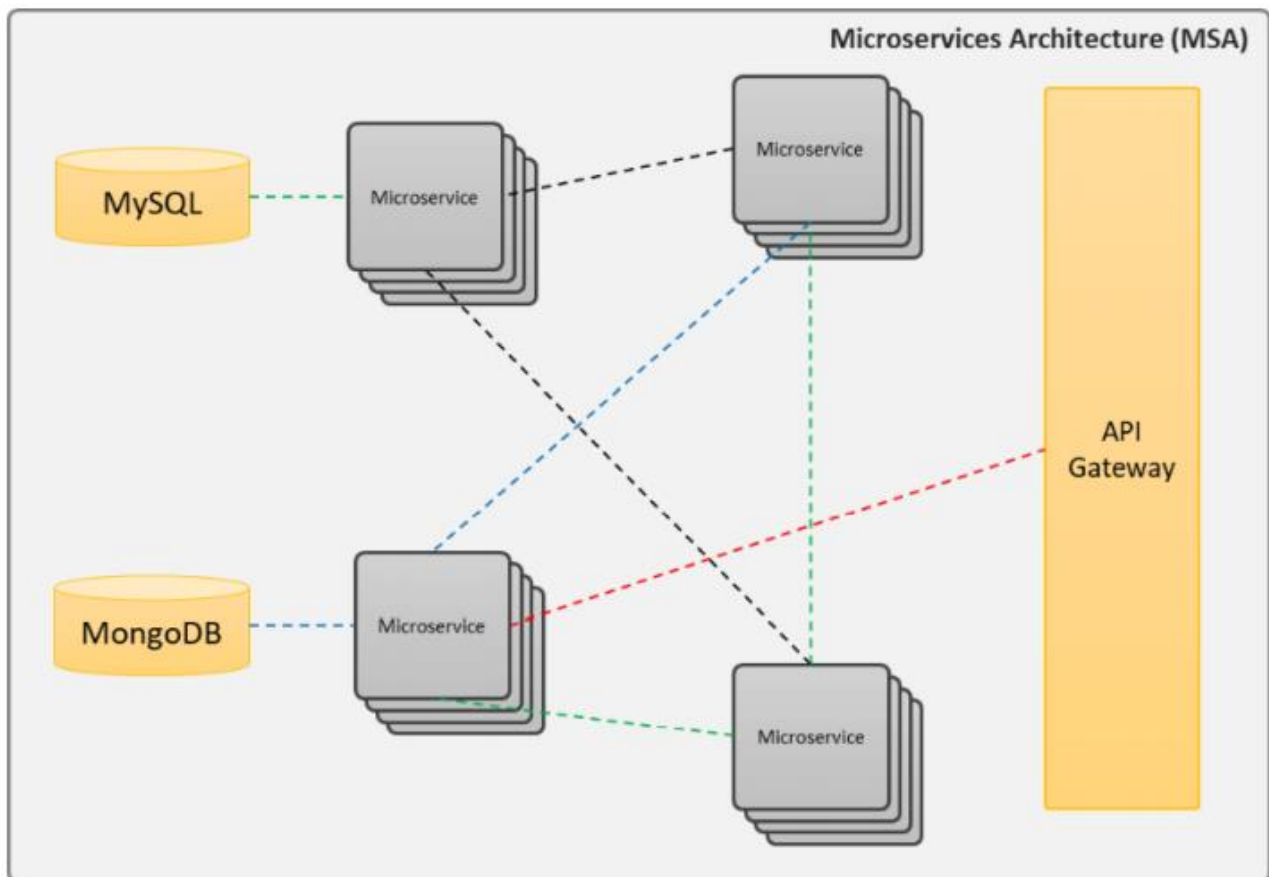 Microservices Architecture (MSA)
Microservice
MySQL
Microservice
API
Gateway
MongoDB
Microservice
Microservice